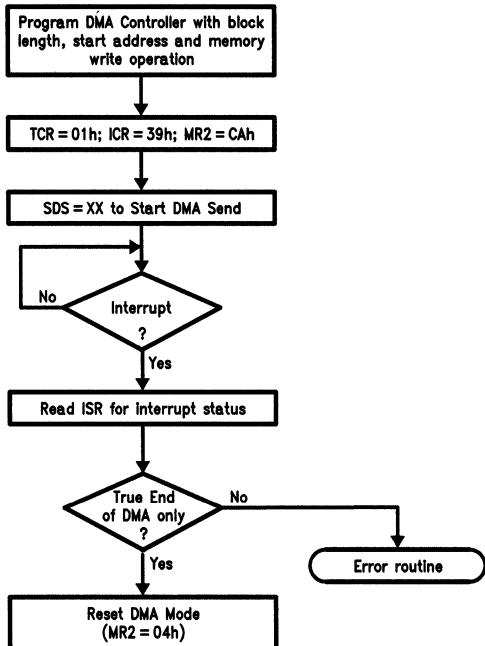 Program DMA Controller with block
length, start address and memory
write operation
TCR = 01h; ICR = 39h; MR2 = CAh
SDS = XX to Start DMA Send
No
Interrupt
?
Yes
Read ISR for interrupt status
True End
of DMA only
?
No
Yes
Error routine
Reset DMA Mode
(MR2 = 04h)